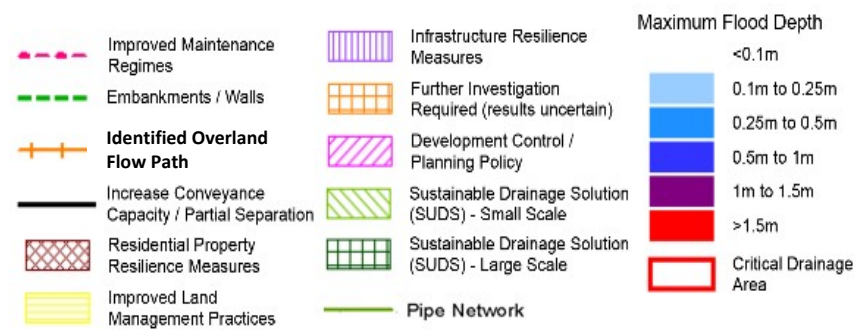 Improved Maintenance
Regimes
Embankments / Walls
Identified Overland
Flow Path
Increase Conveyance
Capacity / Partial Separation
Residential Property
Resilience Measures
Improved Land
Management Practices
Infrastructure Resilience
Measures
Further Investigation
Required (results uncertain)
Development Control /
Planning Policy
Sustainable Drainage Solution
(SUDS) - Small Scale
Sustainable Drainage Solution
(SUDS) - Large Scale
Pipe Network
Maximum Flood Depth
<0.1m
0.1m to 0.25m
0.25m to 0.5m
0.5m to 1m
1m to 1.5m
>1.5m
Critical Drainage
Area